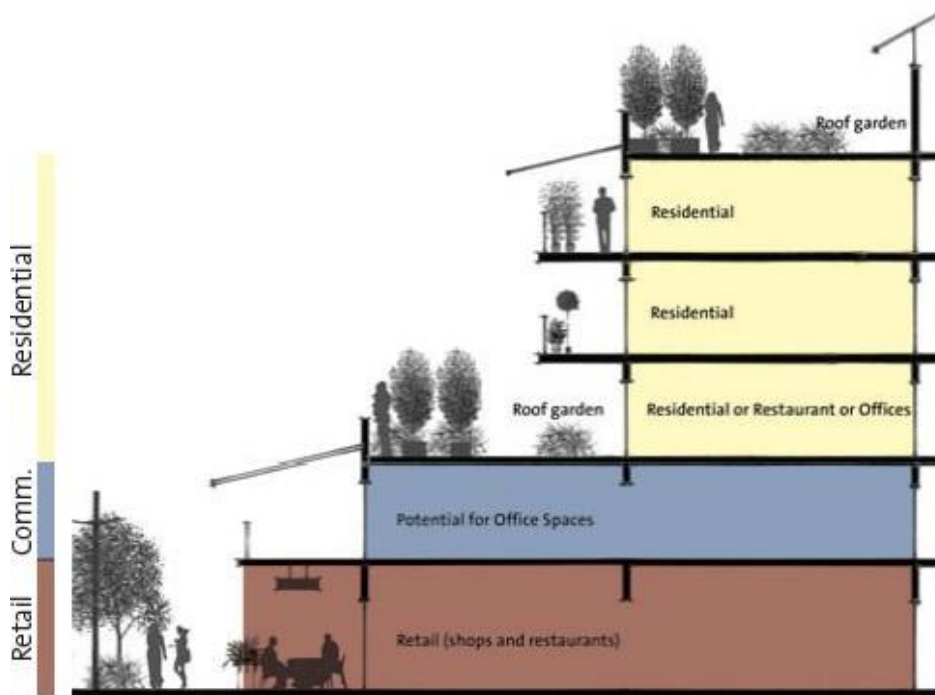 Roof garden
Residential
Residential
Roof garden
Residential or Restaurant or Offices
Potential for Office Spaces
Retail (shops and restaurants)
Residential
Comm.
Retail